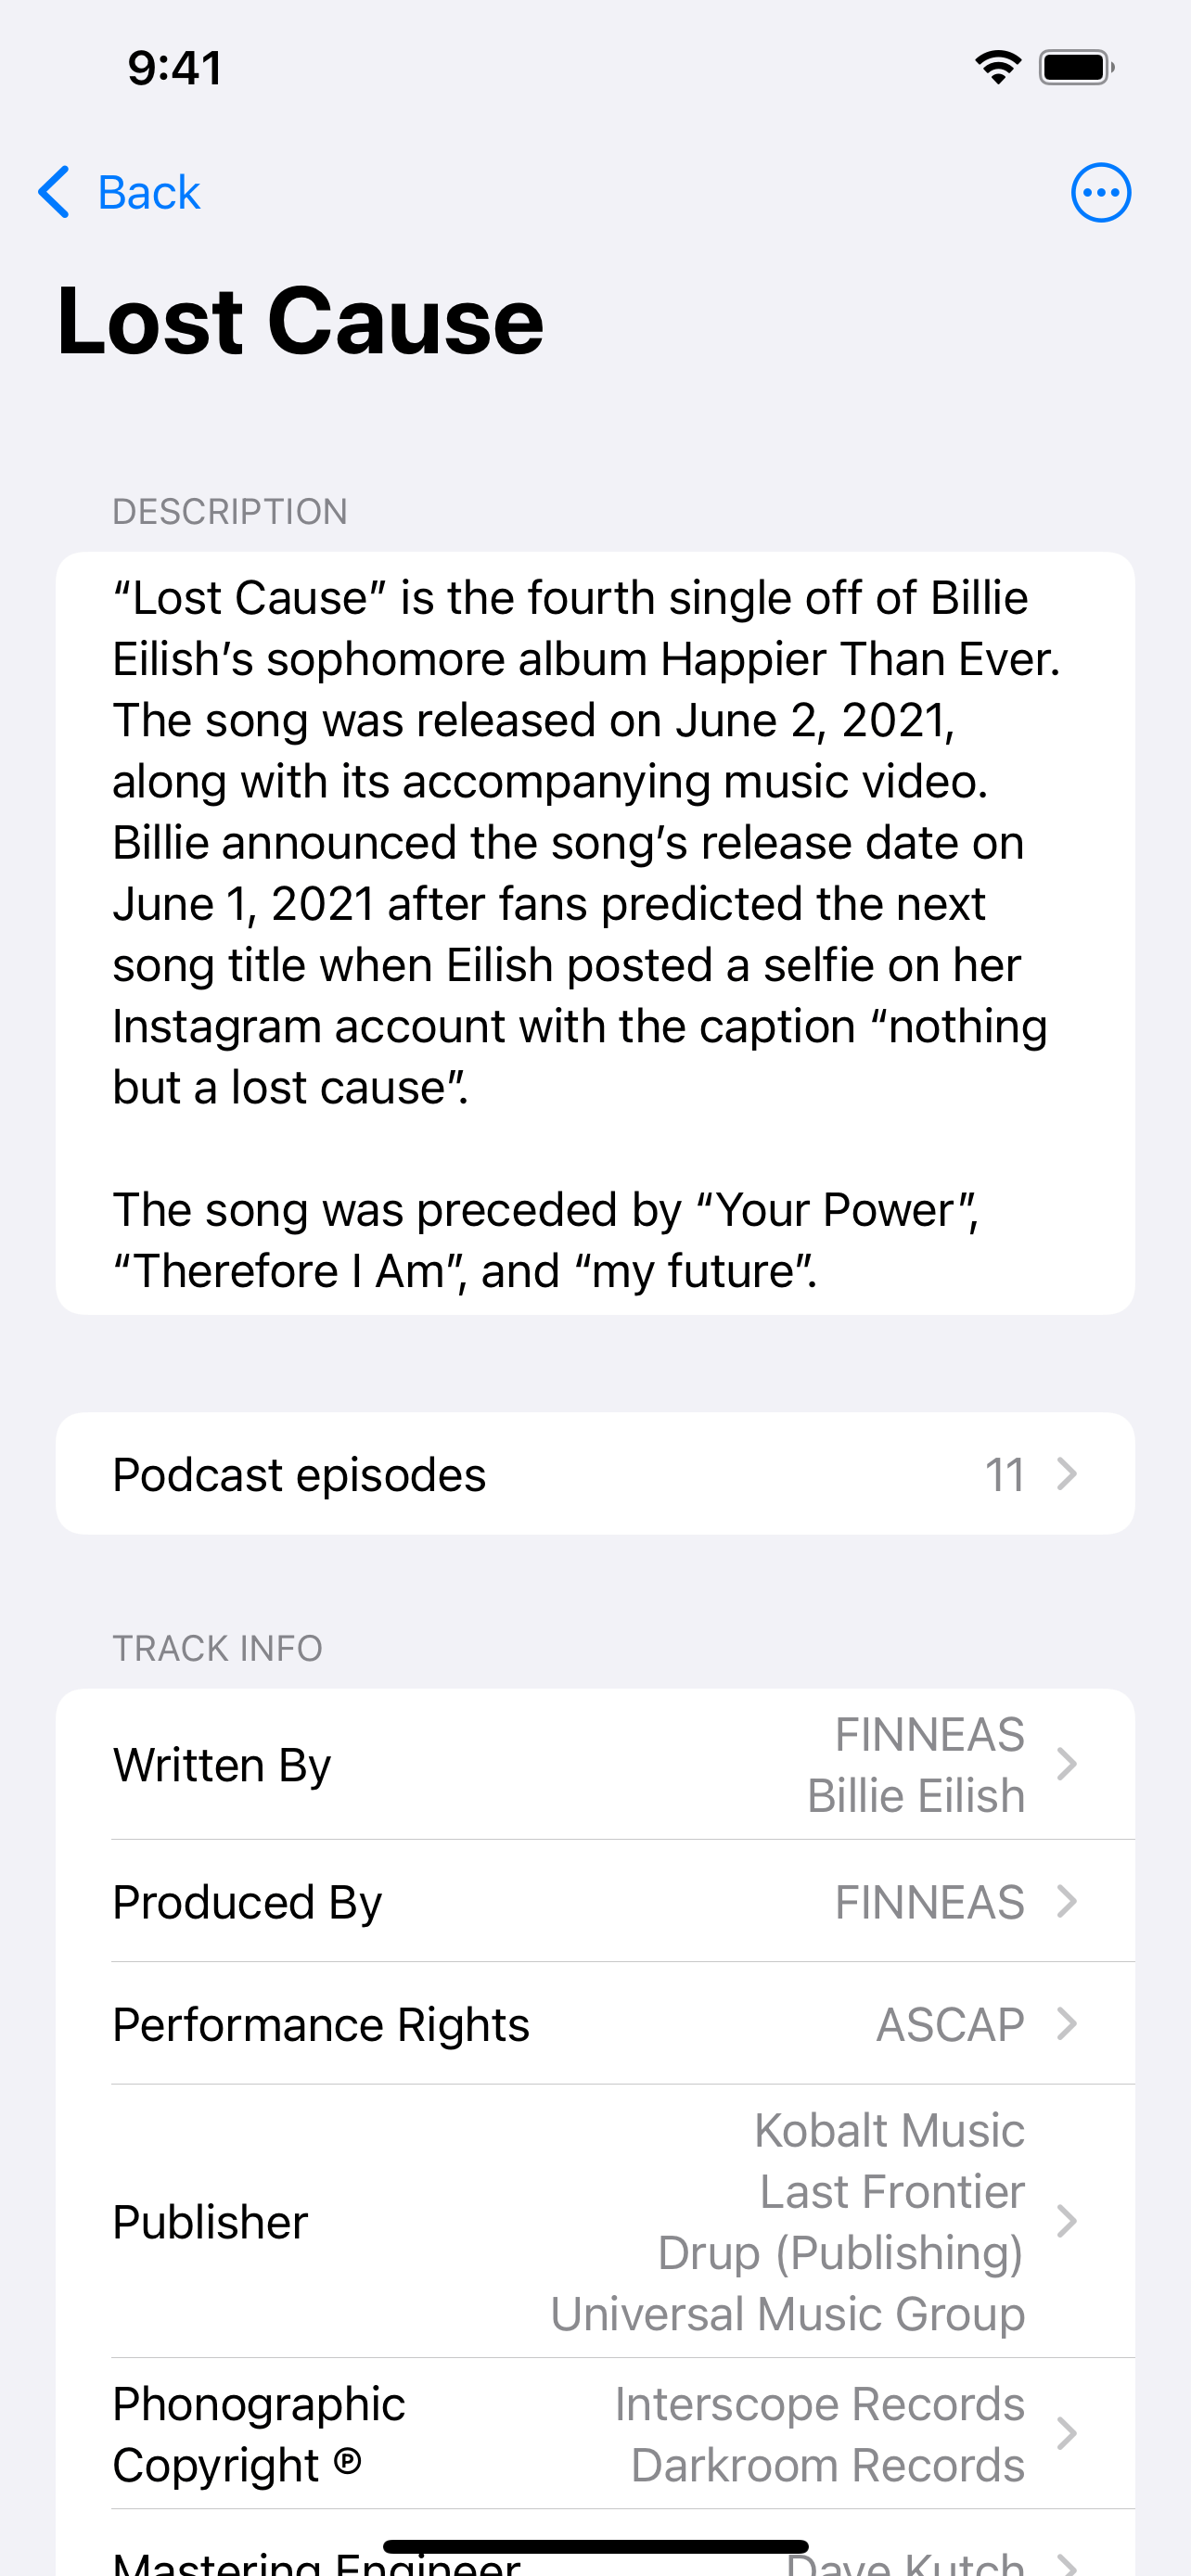 9:41
Back
Lost Cause
DESCRIPTION
“Lost Cause” is the fourth single off of Billie
Eilish’s sophomore album Happier Than Ever.
The song was released on June 2, 2021,
along with its accompanying music video.
Billie announced the song’s release date on
June 1, 2021 after fans predicted the next
song title when Eilish posted a selfie on her
Instagram account with the caption “nothing
but a lost cause”.
The song was preceded by “Your Power”,
“Therefore I Am”, and “my future”.
Podcast episodes 11
TRACK INFO
Written By FINNEAS
Billie Eilish
Produced By FINNEAS
Performance Rights ASCAP
Publisher Kobalt Music
Last Frontier
Drup (Publishing)
Universal Music Group
Phonographic Interscope Records
Copyright ℗ Darkroom Records
Mastering Engineer Dave Kutch